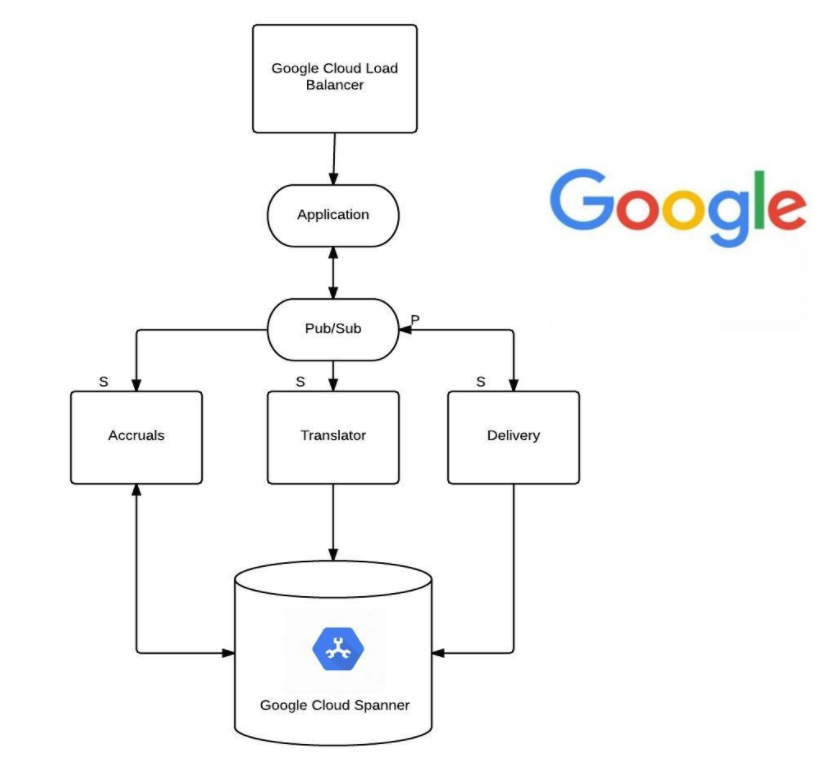 Google Cloud Load
Balancer
Google
Application
Pub/Sub
P
S
S
S
Accruals
Translator
Delivery
Google Cloud Spanner